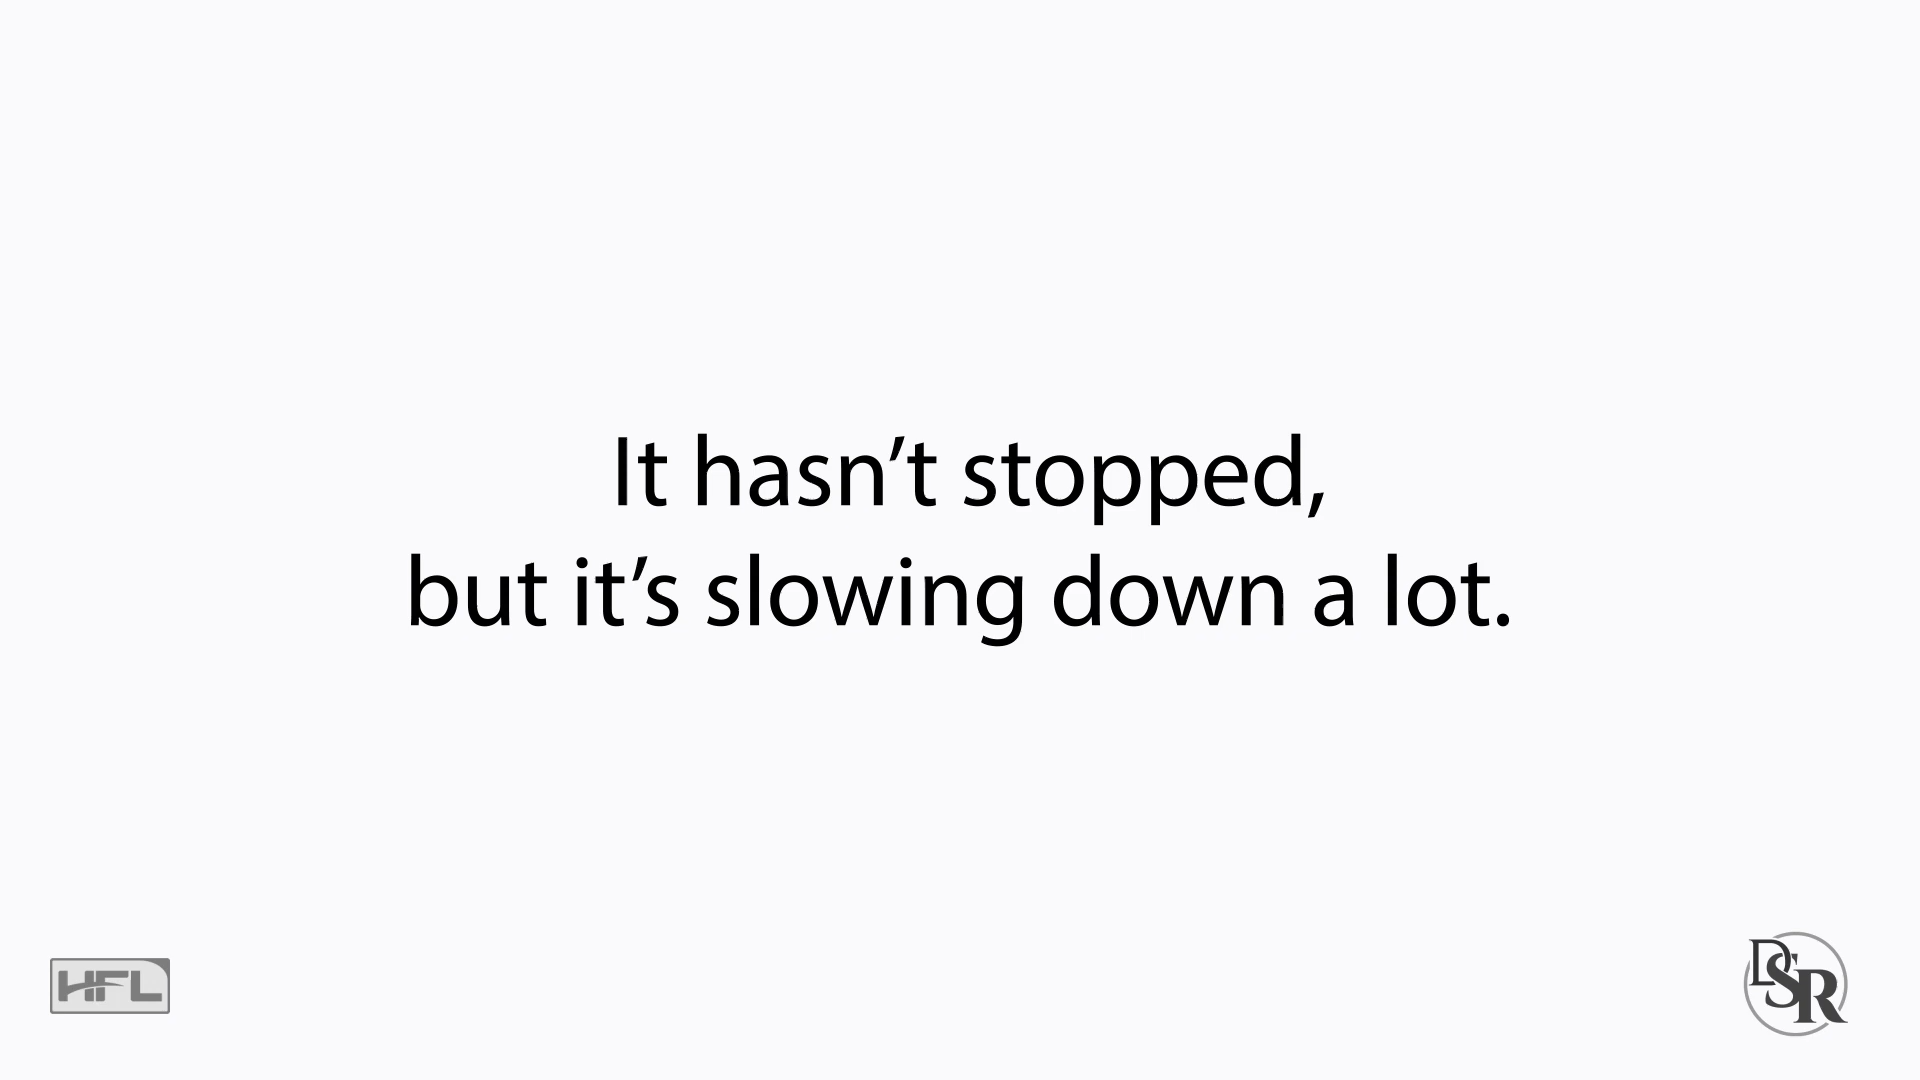 It hasn’t stopped,
but it’s slowing down a lot.
HFL
DSR